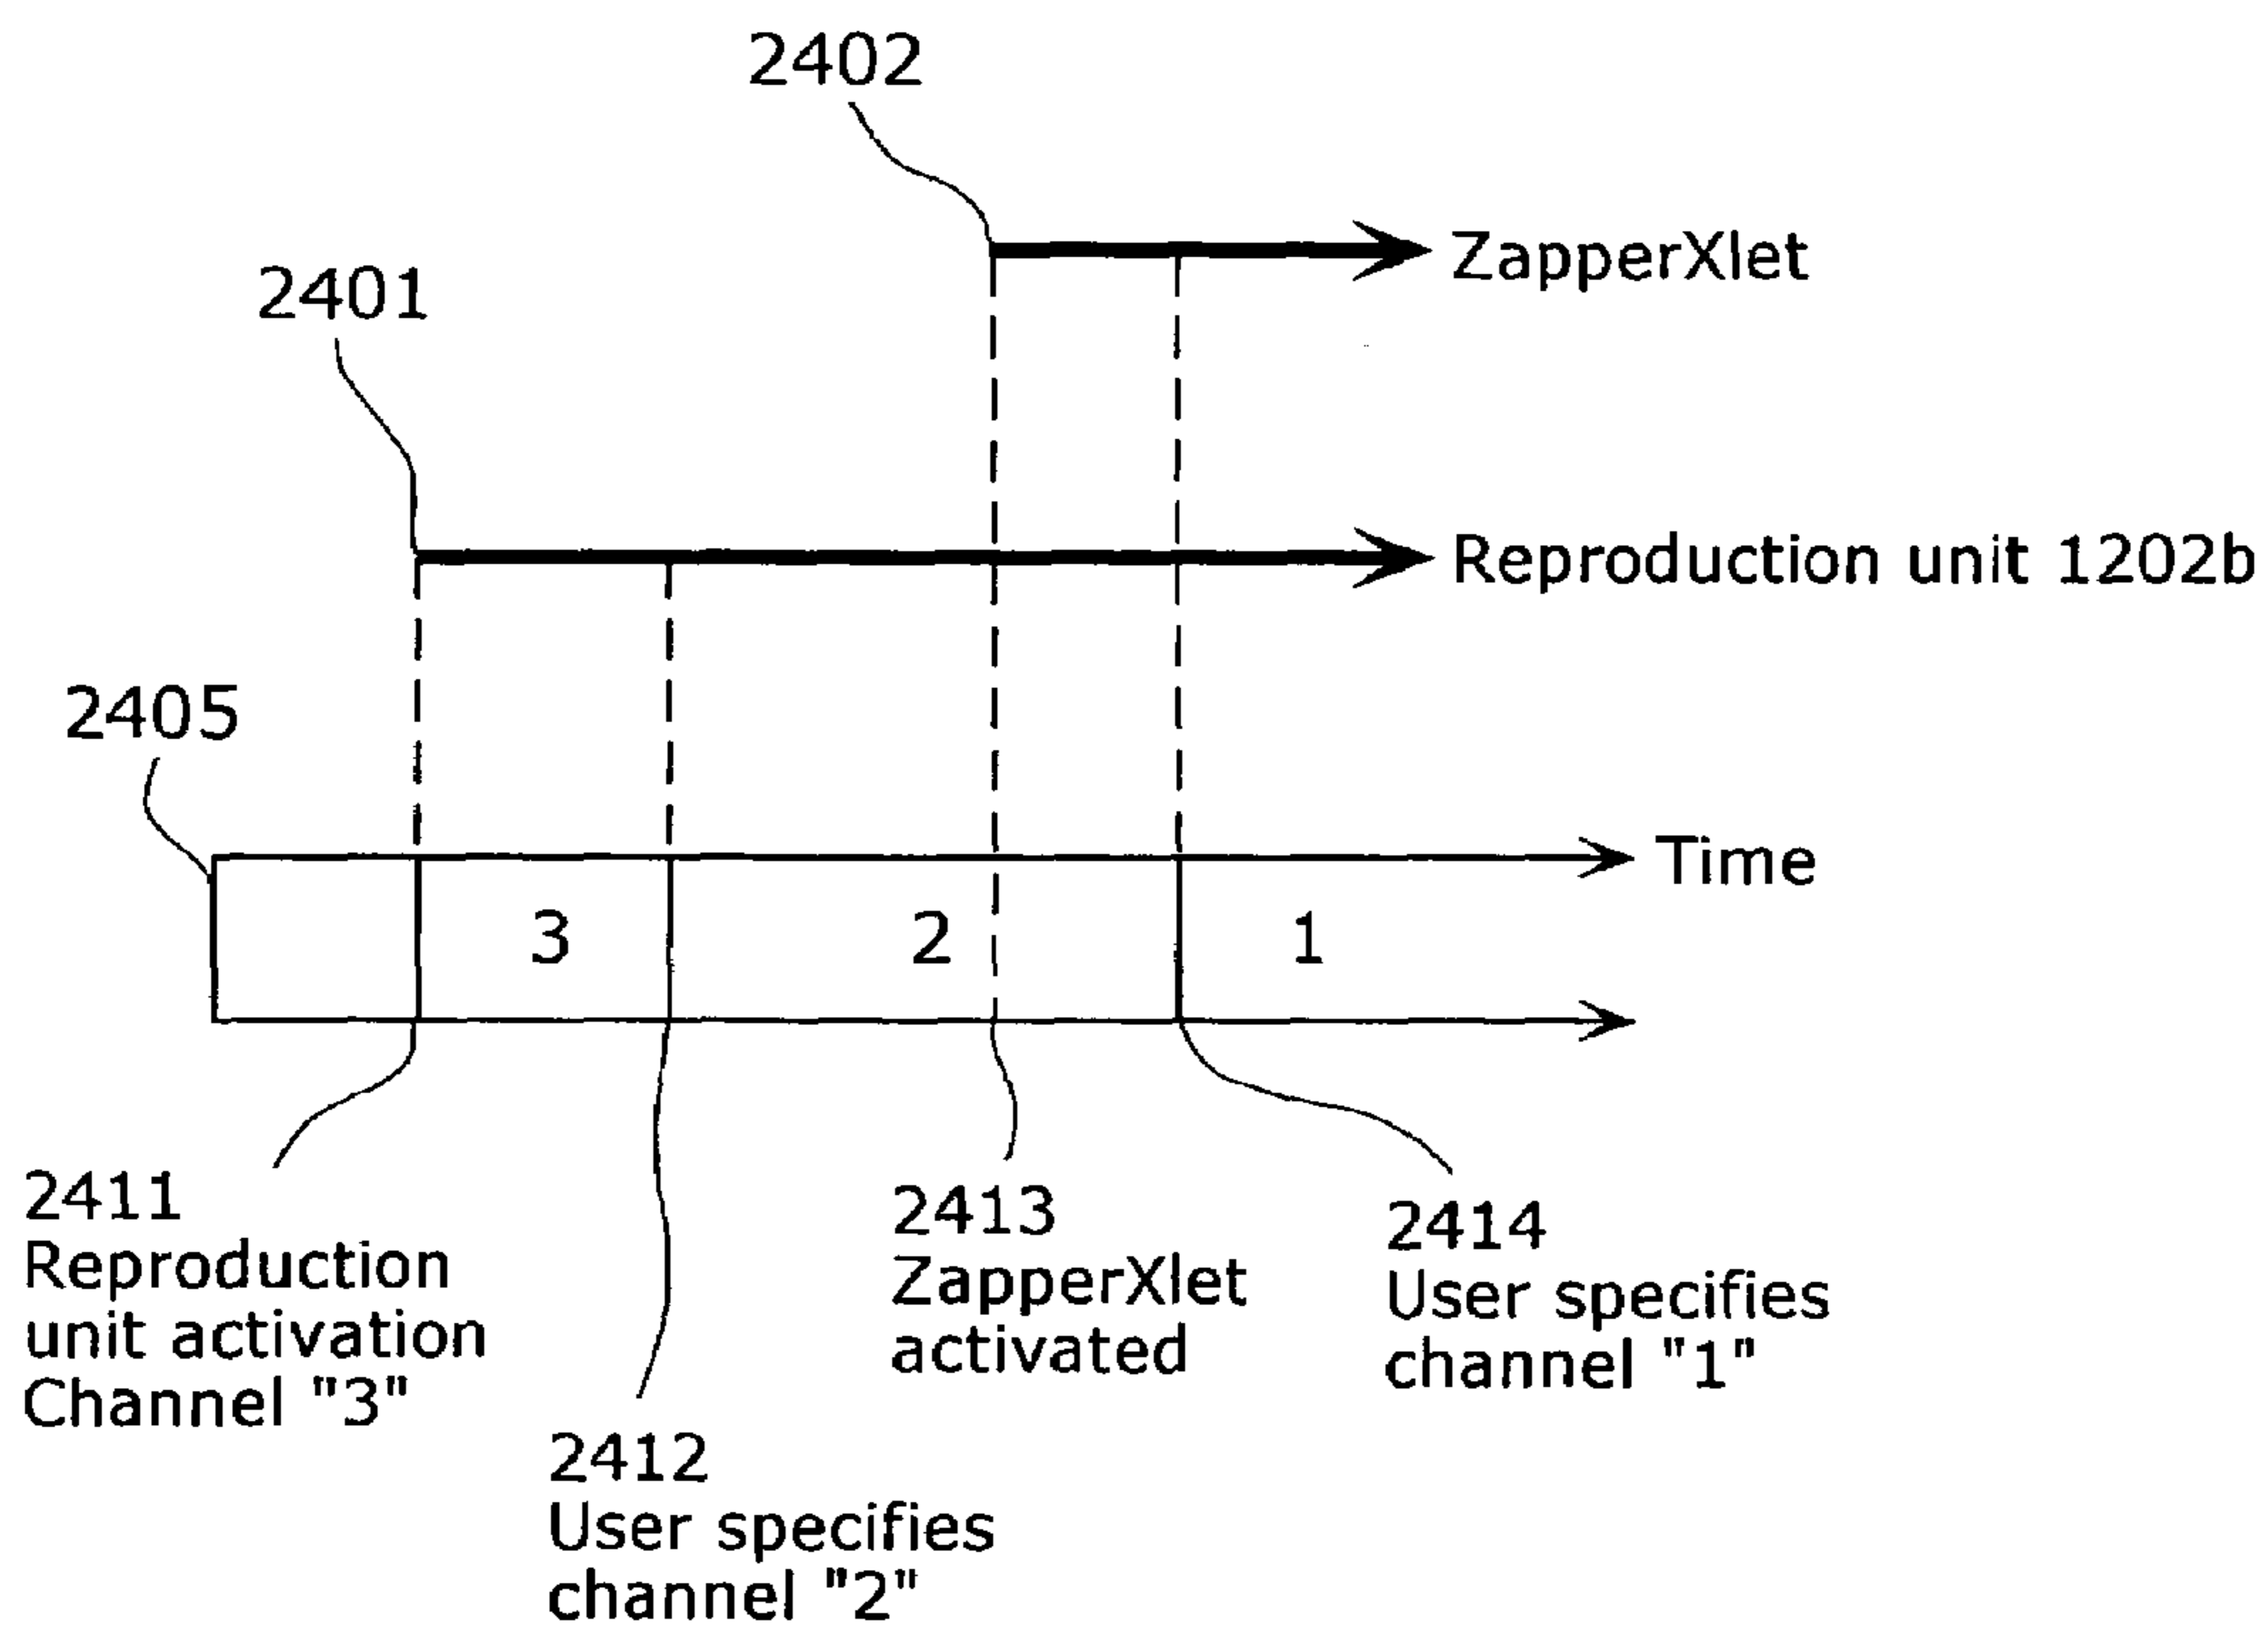 2402
ZapperXlet
2401
Reproduction unit 1202b
2405
Time
3
2
1
2411
Reproduction
unit activation
Channel "3"
2412
User specifies
channel "2"
2413
ZapperXlet
activated
2414
User specifies
channel "1"